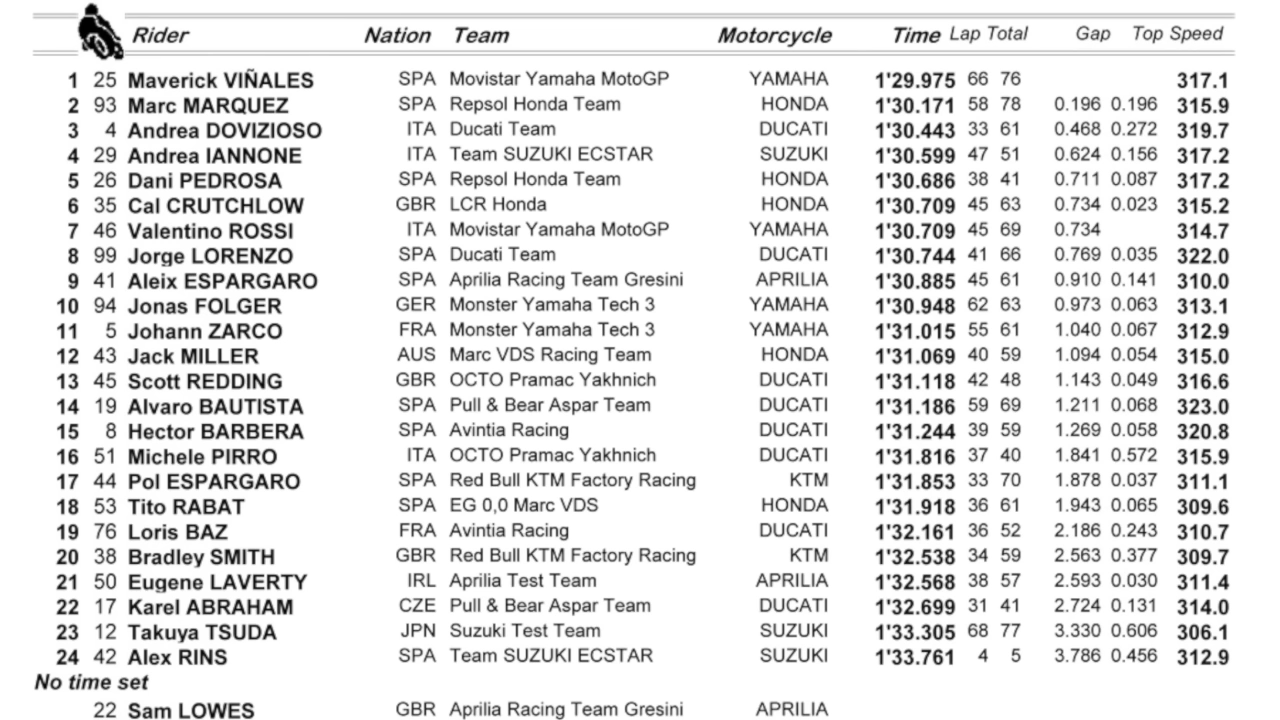 Rider Nation Team Motorcycle Time Lap Total Gap Top Speed
1 25 Maverick VIÑALES SPA Movistar Yamaha MotoGP YAMAHA 1'29.975 66 76 317.1
2 93 Marc MARQUEZ SPA Repsol Honda Team HONDA 1'30.171 58 78 0.196 0.196 315.9
3 4 Andrea DOVIZIOSO ITA Ducati Team DUCATI 1'30.443 33 61 0.468 0.272 319.7
4 29 Andrea IANNONE ITA Team SUZUKI ECSTAR SUZUKI 1'30.599 47 51 0.624 0.156 317.2
5 26 Dani PEDROSA SPA Repsol Honda Team HONDA 1'30.686 38 41 0.711 0.087 317.2
6 35 Cal CRUTCHLOW GBR LCR Honda HONDA 1'30.709 45 63 0.734 0.023 315.2
7 46 Valentino ROSSI ITA Movistar Yamaha MotoGP YAMAHA 1'30.709 45 69 0.734 314.7
8 99 Jorge LORENZO SPA Ducati Team DUCATI 1'30.744 41 66 0.769 0.035 322.0
9 41 Aleix ESPARGARO SPA Aprilia Racing Team Gresini APRILIA 1'30.885 45 61 0.910 0.141 310.0
10 94 Jonas FOLGER GER Monster Yamaha Tech 3 YAMAHA 1'30.948 62 63 0.973 0.063 313.1
11 5 Johann ZARCO FRA Monster Yamaha Tech 3 YAMAHA 1'31.015 55 61 1.040 0.067 312.9
12 43 Jack MILLER AUS Marc VDS Racing Team HONDA 1'31.069 40 59 1.094 0.054 315.0
13 45 Scott REDDING GBR OCTO Pramac Yakhnich DUCATI 1'31.118 42 48 1.143 0.049 316.6
14 19 Alvaro BAUTISTA SPA Pull & Bear Aspar Team DUCATI 1'31.186 59 69 1.211 0.068 323.0
15 8 Hector BARBERA SPA Avintia Racing DUCATI 1'31.244 39 59 1.269 0.058 320.8
16 51 Michele PIRRO ITA OCTO Pramac Yakhnich DUCATI 1'31.816 37 40 1.841 0.572 315.9
17 44 Pol ESPARGARO SPA Red Bull KTM Factory Racing KTM 1'31.853 33 70 1.878 0.037 311.1
18 53 Tito RABAT SPA EG 0,0 Marc VDS HONDA 1'31.918 36 61 1.943 0.065 309.6
19 76 Loris BAZ FRA Avintia Racing DUCATI 1'32.161 36 52 2.186 0.243 310.7
20 38 Bradley SMITH GBR Red Bull KTM Factory Racing KTM 1'32.538 34 59 2.563 0.377 309.7
21 50 Eugene LAVERTY IRL Aprilia Test Team APRILIA 1'32.568 38 57 2.593 0.030 311.4
22 17 Karel ABRAHAM CZE Pull & Bear Aspar Team DUCATI 1'32.699 31 41 2.724 0.131 314.0
23 12 Takuya TSUDA JPN Suzuki Test Team SUZUKI 1'33.305 68 77 3.330 0.606 306.1
24 42 Alex RINS SPA Team SUZUKI ECSTAR SUZUKI 1'33.761 4 5 3.786 0.456 312.9
No time set
22 Sam LOWES GBR Aprilia Racing Team Gresini APRILIA